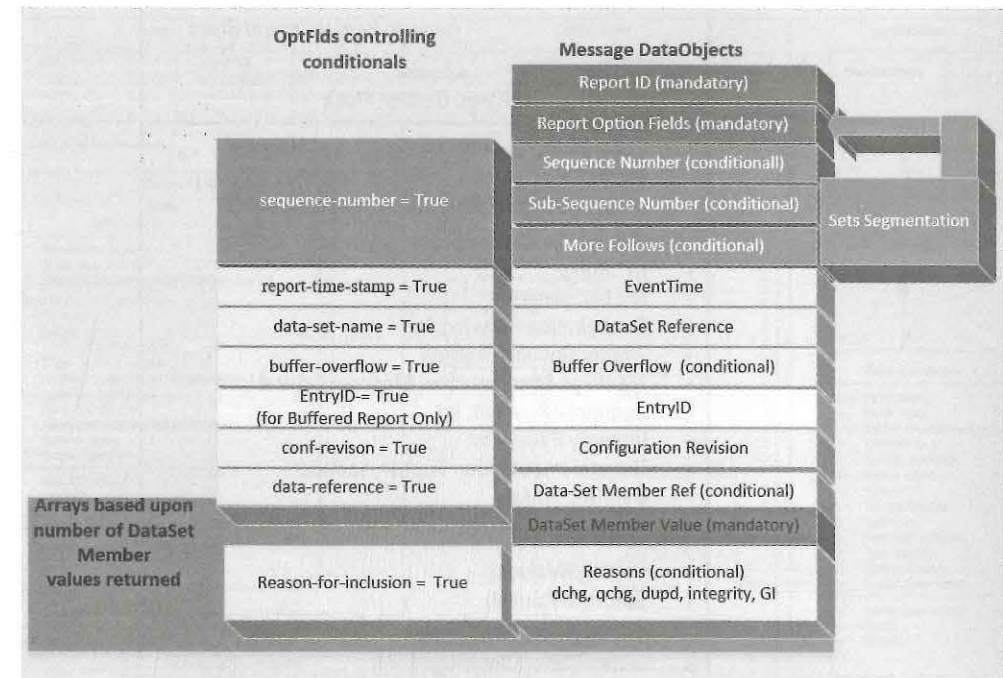 OptFlds controlling
conditionals
Message DataObjects
Report ID (mandatory)
Report Option Fields (mandatory)
Sequence Number (conditionall)
sequence-number = True
Sub-Sequence Number (conditional)
Sets Segmentation
More Follows (conditional)
report-time-stamp = True
EventTime
data-set-name = True
DataSet Reference
buffer-overflow = True
Buffer Overflow (conditional)
EntryID-= True
(for Buffered Report Only)
EntryID
conf-revison = True
Configuration Revision
data-reference = True
Data-Set Member Ref (conditional)
Arrays based upon
number of DataSet
Member
values returned
DataSet Member Value (mandatory)
Reason-for-inclusion = True
Reasons (conditional)
dchg, qchg, dupd, integrity, GI